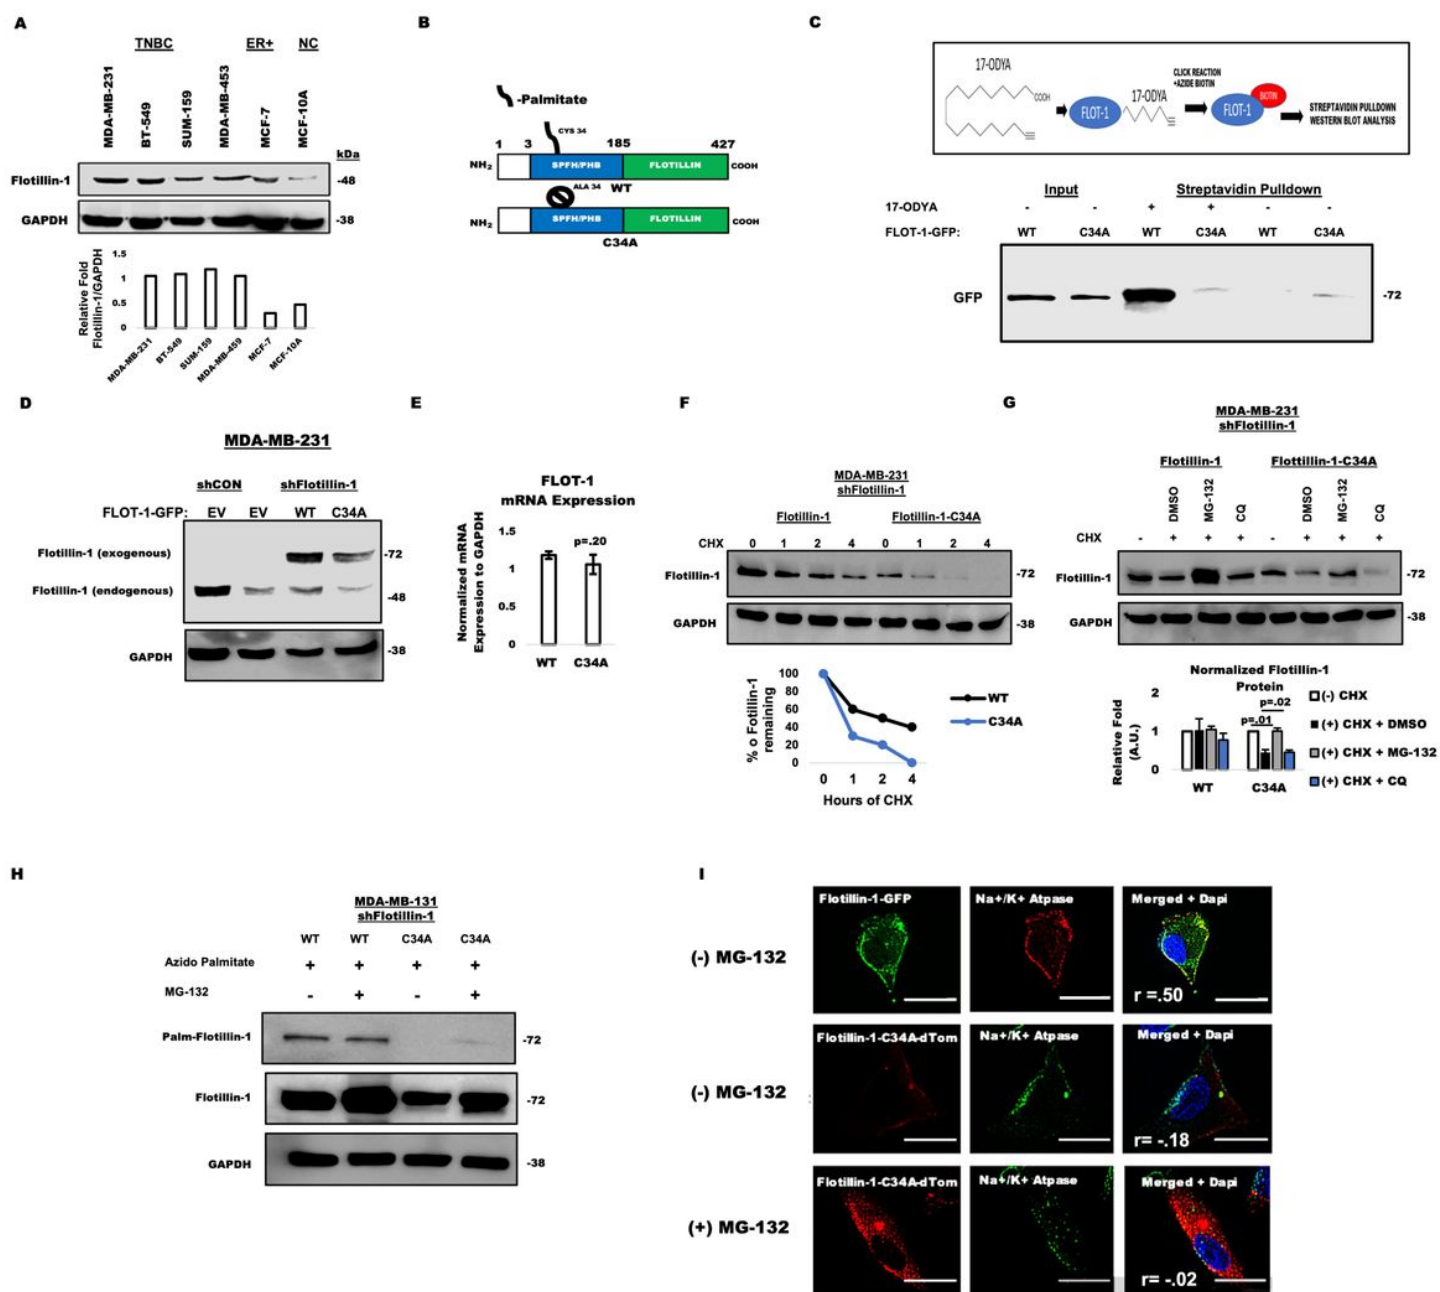 A
TNBC ER+ NC
MDA-MB-231
BT-549
SUM-159
MDA-MB-453
MCF-7
MCF-10A
kDa
Flotillin-1 -48
GAPDH -38
Relative Fold
Flotillin-1/GAPDH
1.5
1
0.5
0
MDA-MB-231
BT-549
SUM-159
MDA-MB-459
MCF-7
MCF-10A
B
-Palmitate
CYS 34
1 3 185 427
NH2 SPFH/PHB FLOTILLIN COOH
ALA 34 WT
NH2 SPFH/PHB FLOTILLIN COOH
C34A
C
17-ODYA
COOH
FLOT-1
17-ODYA
CLICK REACTION
+AZIDE BIOTIN
FLOT-1
BIOTIN
STREPTAVIDIN PULLDOWN
WESTERN BLOT ANALYSIS
Input Streptavidin Pulldown
17-ODYA - - + + - -
FLOT-1-GFP: WT C34A WT C34A WT C34A
GFP -72
D
MDA-MB-231
shCON shFlotillin-1
FLOT-1-GFP: EV EV WT C34A
Flotillin-1 (exogenous) -72
Flotillin-1 (endogenous) -48
GAPDH -38
E
FLOT-1
mRNA Expression
Normalized mRNA
Expression to GAPDH
1.5
1
0.5
0
p=.20
WT C34A
F
MDA-MB-231
shFlotillin-1
Flotillin-1 Flotillin-1-C34A
CHX 0 1 2 4 0 1 2 4
Flotillin-1 -72
GAPDH -38
% o Fotillin-1
remaining
100
80
60
40
20
0
0 1 2 4
Hours of CHX
WT
C34A
G
MDA-MB-231
shFlotillin-1
Flotillin-1 Flottillin-1-C34A
DMSO
MG-132
CQ
DMSO
MG-132
CQ
CHX - + + + - + + +
Flotillin-1 -72
GAPDH -38
Normalized Flotillin-1
Protein
Relative Fold
(A.U.)
2
1
0
p=.01
p=.02
WT C34A
(-) CHX
(+) CHX + DMSO
(+) CHX + MG-132
(+) CHX + CQ
H
MDA-MB-131
shFlotillin-1
WT WT C34A C34A
Azido Palmitate + + + +
MG-132 - + - +
Palm-Flotillin-1 -72
Flotillin-1 -72
GAPDH -38
I
(-) MG-132
Flotillin-1-GFP Na+/K+ Atpase Merged + Dapi
r =.50
(-) MG-132
Flotillin-1-C34A-dTom Na+/K+ Atpase Merged + Dapi
r= -.18
(+) MG-132
Flotillin-1-C34A-dTom Na+/K+ Atpase Merged + Dapi
r= -.02